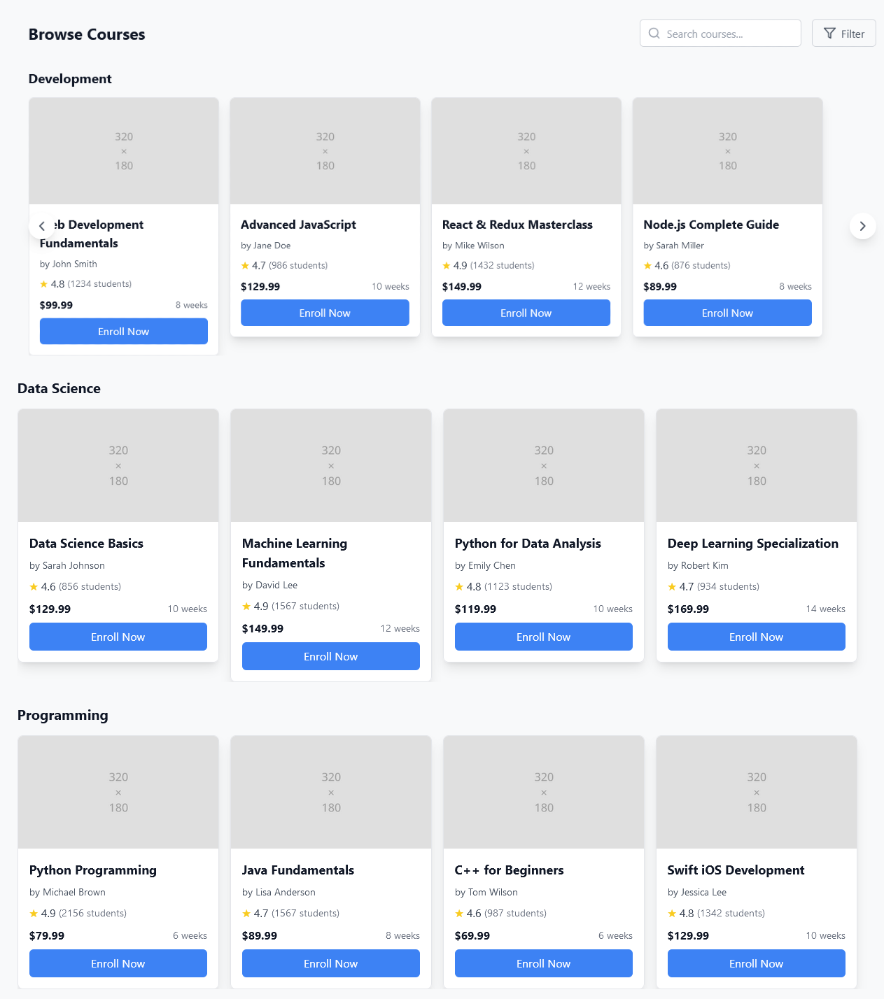 Browse Courses
Search courses...
Filter
Development
320
×
180
eb Development
Fundamentals
by John Smith
★ 4.8 (1234 students)
$99.99 8 weeks
Enroll Now
320
×
180
Advanced JavaScript
by Jane Doe
★ 4.7 (986 students)
$129.99 10 weeks
Enroll Now
320
×
180
React & Redux Masterclass
by Mike Wilson
★ 4.9 (1432 students)
$149.99 12 weeks
Enroll Now
320
×
180
Node.js Complete Guide
by Sarah Miller
★ 4.6 (876 students)
$89.99 8 weeks
Enroll Now
Data Science
320
×
180
Data Science Basics
by Sarah Johnson
★ 4.6 (856 students)
$129.99 10 weeks
Enroll Now
320
×
180
Machine Learning
Fundamentals
by David Lee
★ 4.9 (1567 students)
$149.99 12 weeks
Enroll Now
320
×
180
Python for Data Analysis
by Emily Chen
★ 4.8 (1123 students)
$119.99 10 weeks
Enroll Now
320
×
180
Deep Learning Specialization
by Robert Kim
★ 4.7 (934 students)
$169.99 14 weeks
Enroll Now
Programming
320
×
180
Python Programming
by Michael Brown
★ 4.9 (2156 students)
$79.99 6 weeks
Enroll Now
320
×
180
Java Fundamentals
by Lisa Anderson
★ 4.7 (1567 students)
$89.99 8 weeks
Enroll Now
320
×
180
C++ for Beginners
by Tom Wilson
★ 4.6 (987 students)
$69.99 6 weeks
Enroll Now
320
×
180
Swift iOS Development
by Jessica Lee
★ 4.8 (1342 students)
$129.99 10 weeks
Enroll Now